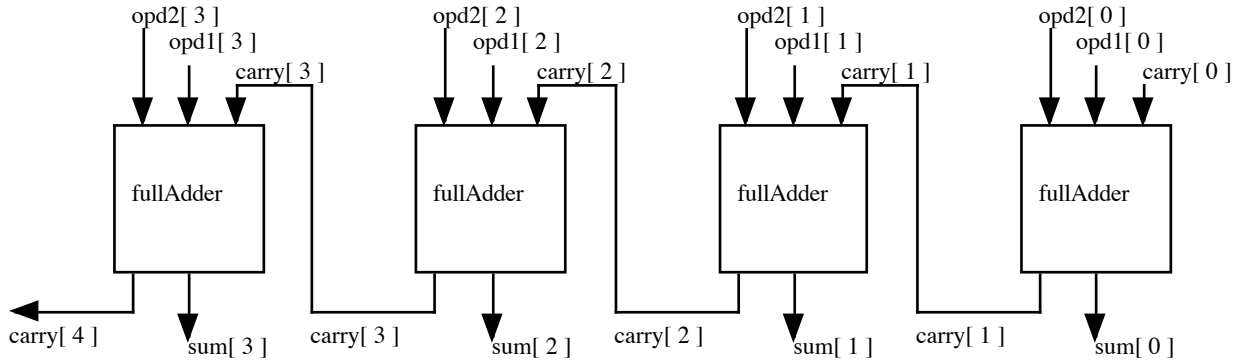 opd2[ 3 ] opd2[ 2 ] opd2[ 1 ] opd2[ 0 ]
opd1[ 3 ] opd1[ 2 ] opd1[ 1 ] opd1[ 0 ]
carry[ 3 ] carry[ 2 ] carry[ 1 ] carry[ 0 ]
fullAdder fullAdder fullAdder fullAdder
carry[ 4 ] sum[ 3 ] carry[ 3 ] sum[ 2 ] carry[ 2 ] sum[ 1 ] carry[ 1 ] sum[ 0 ]